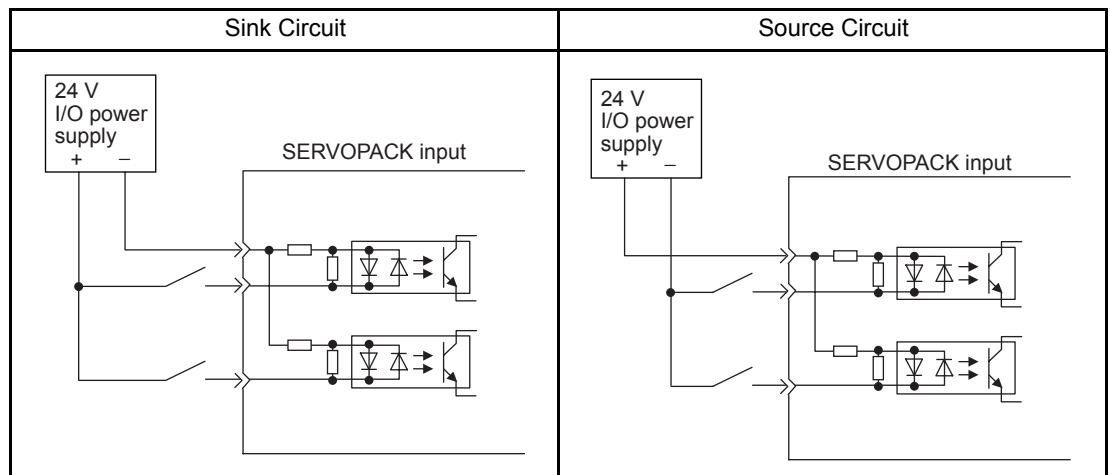 Sink Circuit
Source Circuit
24 V
I/O power
supply
+ −
SERVOPACK input
24 V
I/O power
supply
+ −
SERVOPACK input